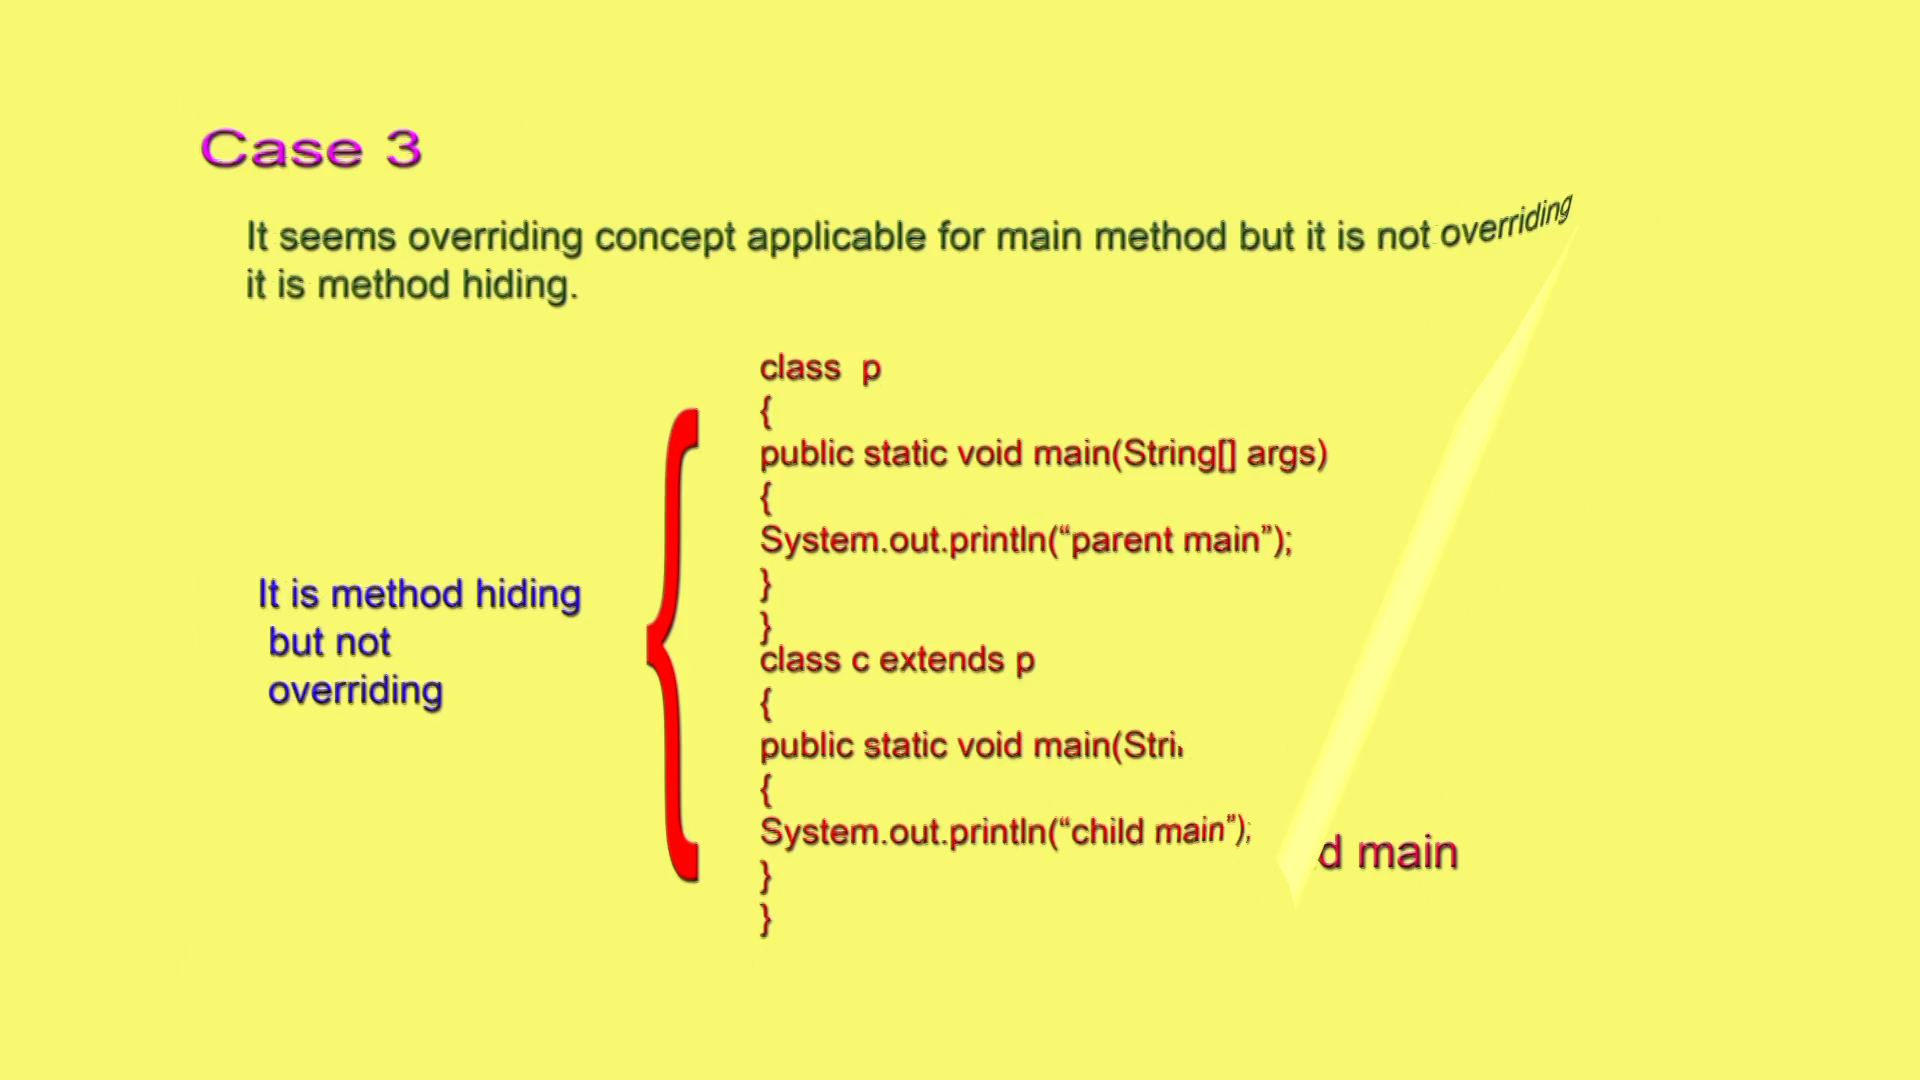 Case 3
It seems overriding concept applicable for main method but it is not overriding
it is method hiding.
class p
{
public static void main(String[] args)
{
System.out.println(“parent main”);
}
}
It is method hiding
but not
overriding
class c extends p
{
public static void main(Stri
{
System.out.println(“child main”);
d main
}
}